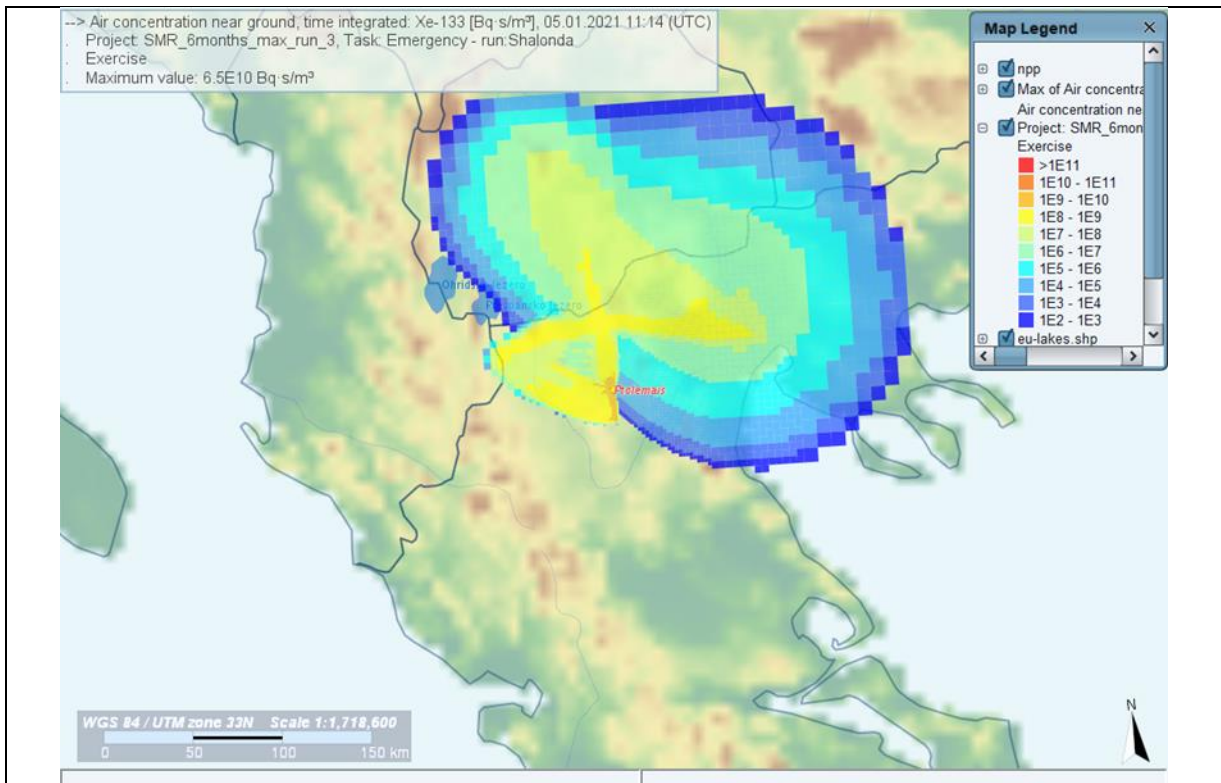 --> Air concentration near ground, time integrated: Xe-133 [Bq·s/m³], 05.01.2021 11:14 (UTC)
. Project: SMR_6months_max_run_3, Task: Emergency - run:Shalonda
. Exercise
. Maximum value: 6.5E10 Bq·s/m³
Map Legend
npp
Max of Air concentra
Air concentration ne
Project: SMR_6mon
Exercise
>1E11
1E10 - 1E11
1E9 - 1E10
1E8 - 1E9
1E7 - 1E8
1E6 - 1E7
1E5 - 1E6
1E4 - 1E5
1E3 - 1E4
1E2 - 1E3
eu-lakes.shp
Ptolemais
N
WGS 84 / UTM zone 33N Scale 1:1,718,600
0 50 100 150 km